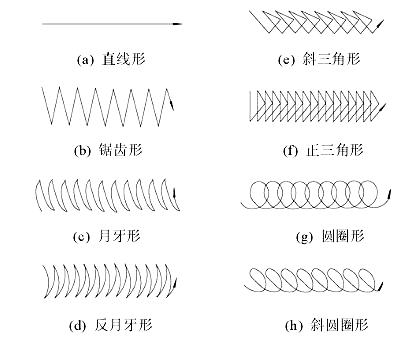 (a) 直线形
(b) 锯齿形
(c) 月牙形
(d) 反月牙形
(e) 斜三角形
(f) 正三角形
(g) 圆圈形
(h) 斜圆圈形